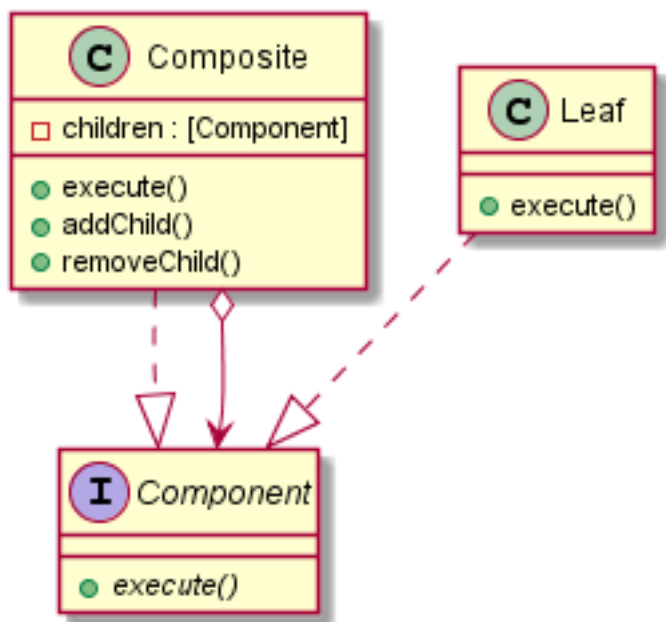 C Composite
children : [Component]
execute()
addChild()
removeChild()
C Leaf
execute()
I Component
execute()